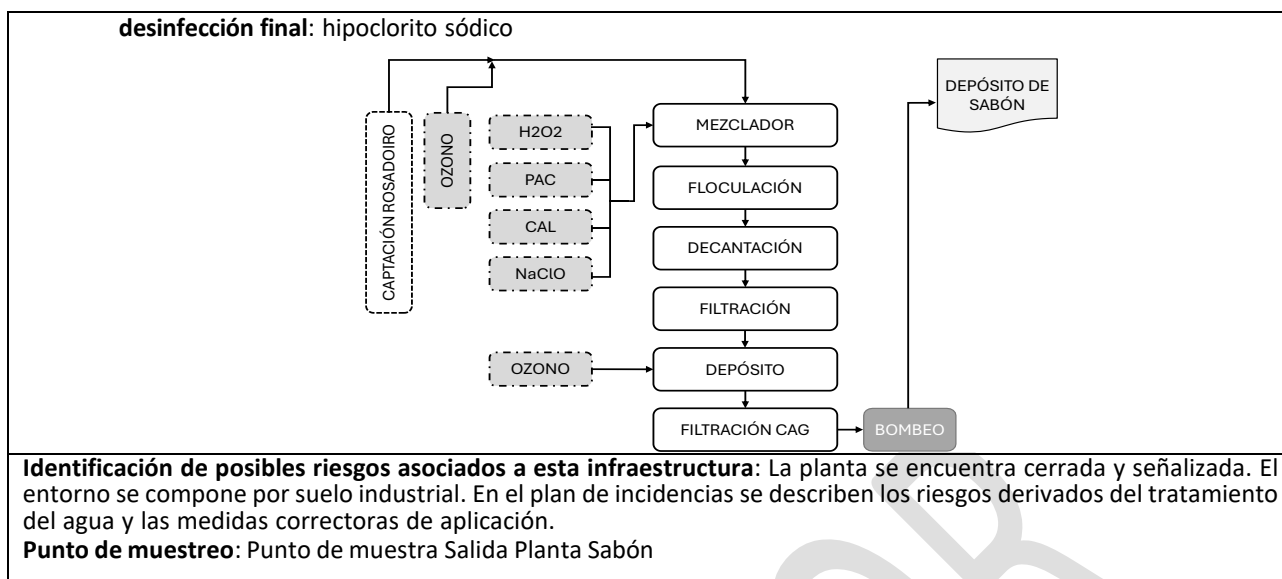 desinfección final: hipoclorito sódico
CAPTACIÓN ROSADOIRO
OZONO
H2O2
PAC
CAL
NaClO
OZONO
MEZCLADOR
FLOCULACIÓN
DECANTACIÓN
FILTRACIÓN
DEPÓSITO
FILTRACIÓN CAG
BOMBEO
DEPÓSITO DE
SABÓN
Identificación de posibles riesgos asociados a esta infraestructura: La planta se encuentra cerrada y señalizada. El
entorno se compone por suelo industrial. En el plan de incidencias se describen los riesgos derivados del tratamiento
del agua y las medidas correctoras de aplicación.
Punto de muestreo: Punto de muestra Salida Planta Sabón